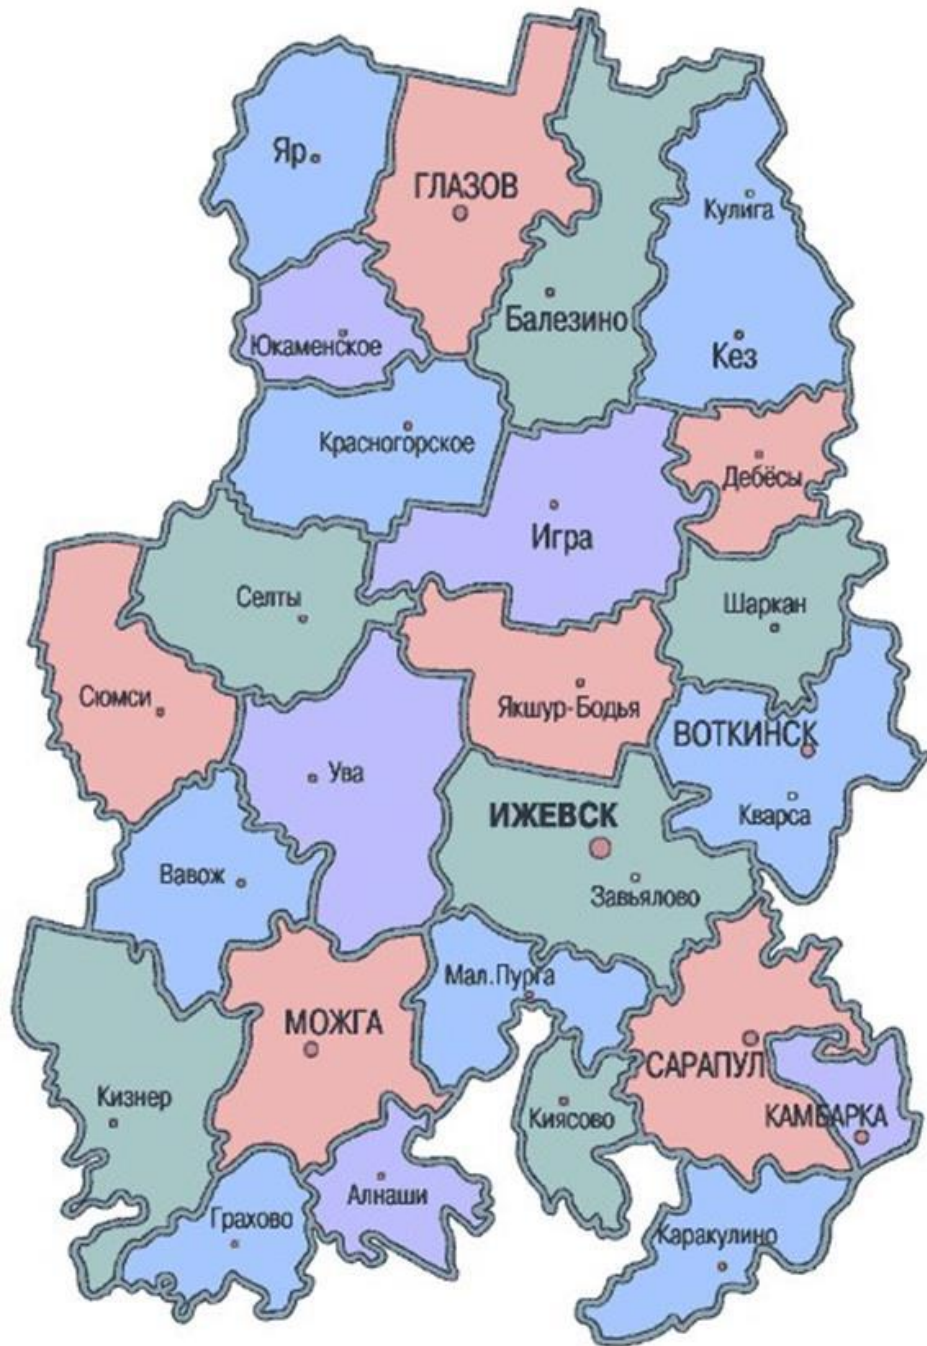 Яр
ГЛАЗОВ
Кулига
Балезино
Юкаменское
Кез
Красногорское
Дебёсы
Игра
Селты
Шаркан
Сюмси
Якшур-Бодья
ВОТКИНСК
Ува
ИЖЕВСК
Кварса
Вавож
Завьялово
Мал.Пурга
МОЖГА
САРАПУЛ
Кизнер
Киясово
КАМБАРКА
Алнаши
Грахово
Каракулино